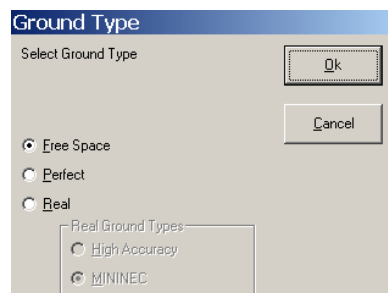 Ground Type
Select Ground Type
Ok
Cancel
Free Space
Perfect
Real
Real Ground Types
High Accuracy
MININEC